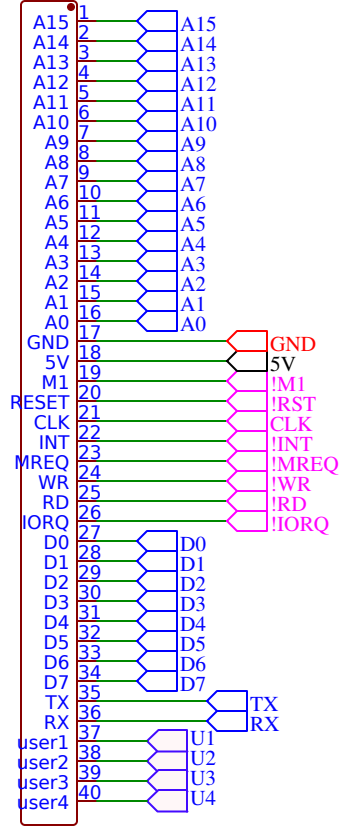 A15 1 A15
A14 2 A14
A13 3 A13
A12 4 A12
A11 5 A11
A10 6 A10
A9 7 A9
A8 8 A8
A7 9 A7
A6 10 A6
A5 11 A5
A4 12 A4
A3 13 A3
A2 14 A2
A1 15 A1
A0 16 A0
GND 17 GND
5V 18 5V
M1 19 !M1
RESET 20 !RST
CLK 21 CLK
INT 22 !INT
MREQ 23 !MREQ
WR 24 !WR
RD 25 !RD
IORQ 26 !IORQ
D0 27 D0
D1 28 D1
D2 29 D2
D3 30 D3
D4 31 D4
D5 32 D5
D6 33 D6
D7 34 D7
TX 35 TX
RX 36 RX
user1 37 U1
user2 38 U2
user3 39 U3
user4 40 U4